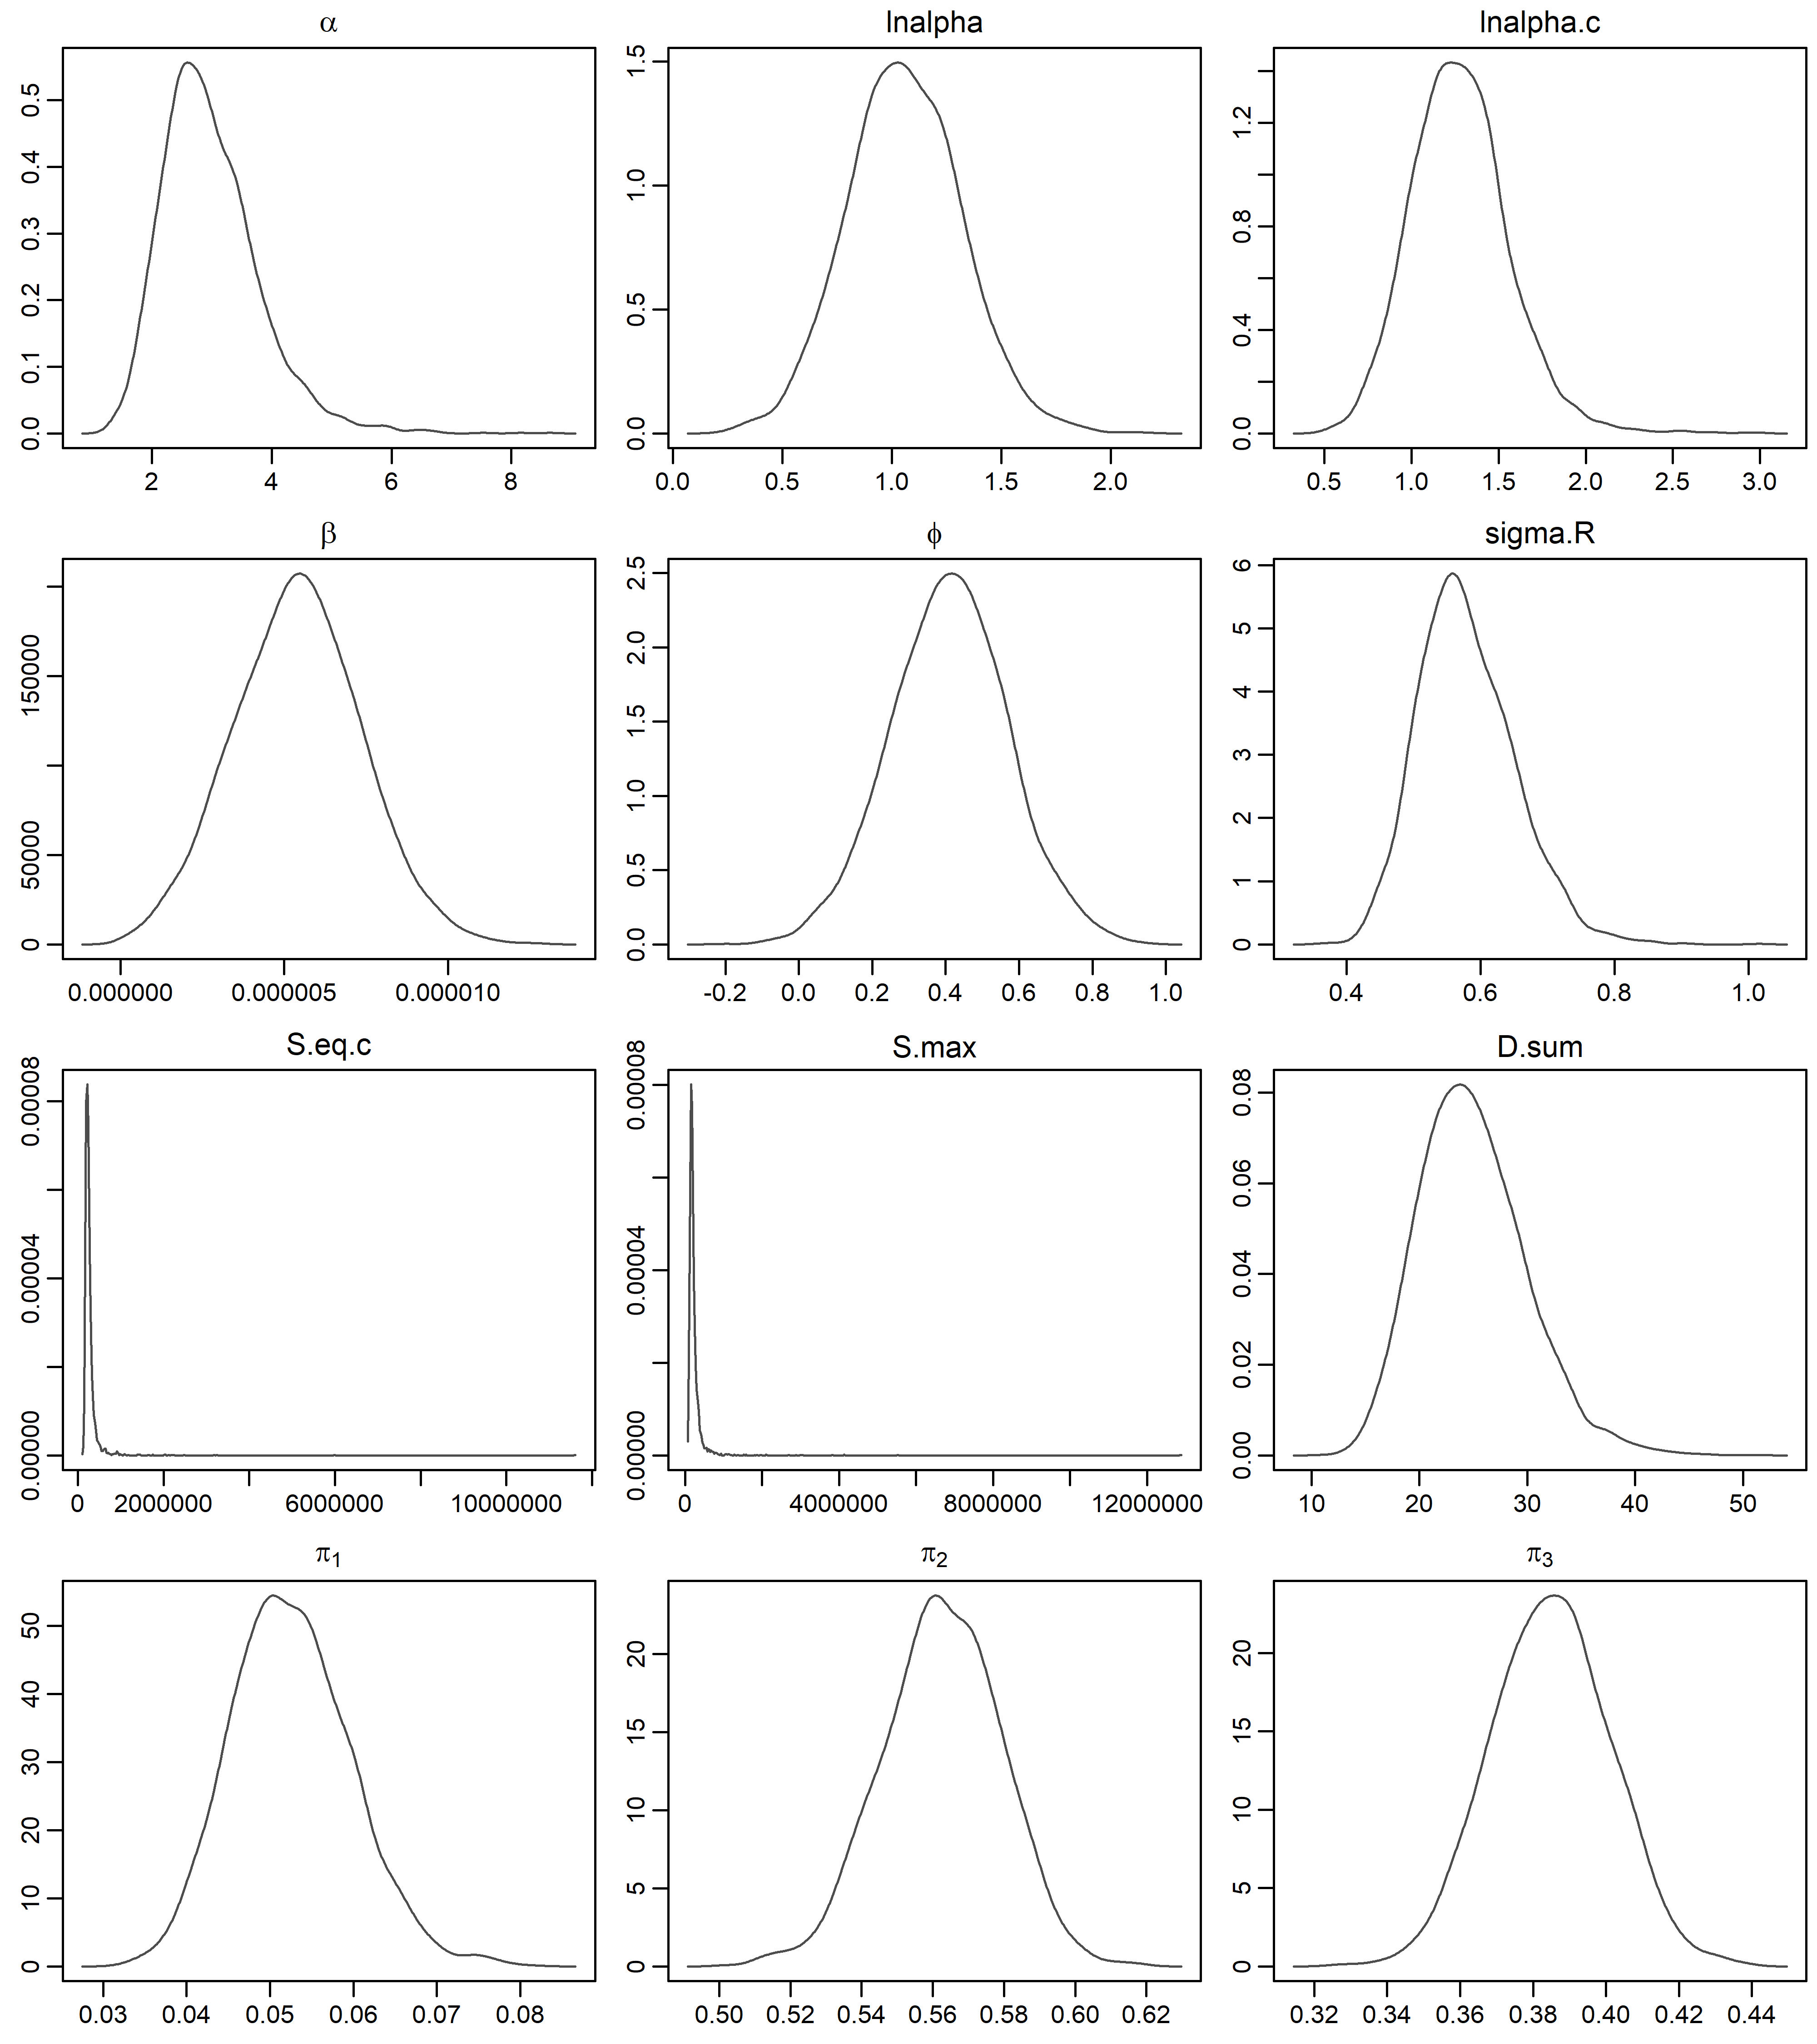 α lnalpha lnalpha.c
0.0 0.1 0.2 0.3 0.4 0.5
2 4 6 8
0.0 0.5 1.0 1.5
0.0 0.5 1.0 1.5 2.0
0.0 0.4 0.8 1.2
0.5 1.0 1.5 2.0 2.5 3.0
β ϕ sigma.R
0 50000 150000
0.000000 0.000005 0.000010
0.0 0.5 1.0 1.5 2.0 2.5
-0.2 0.0 0.2 0.4 0.6 0.8 1.0
0 1 2 3 4 5 6
0.4 0.6 0.8 1.0
S.eq.c S.max D.sum
0.00000 0.00004 0.00008
0 2000000 6000000 10000000
0.00000 0.00004 0.00008
0 4000000 8000000 12000000
0.00 0.02 0.04 0.06 0.08
10 20 30 40 50
π1 π2 π3
0 10 20 30 40 50
0.03 0.04 0.05 0.06 0.07 0.08
0 5 10 15 20
0.50 0.52 0.54 0.56 0.58 0.60 0.62
0 5 10 15 20
0.32 0.34 0.36 0.38 0.40 0.42 0.44